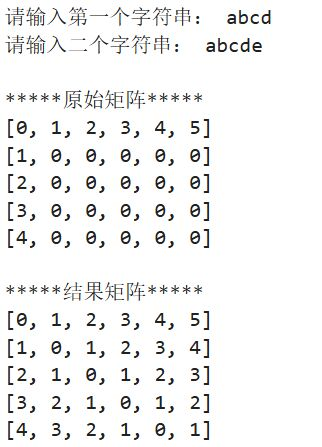 请输入第一个字符串： abcd
请输入二个字符串： abcde
*****原始矩阵*****
[0, 1, 2, 3, 4, 5]
[1, 0, 0, 0, 0, 0]
[2, 0, 0, 0, 0, 0]
[3, 0, 0, 0, 0, 0]
[4, 0, 0, 0, 0, 0]
*****结果矩阵*****
[0, 1, 2, 3, 4, 5]
[1, 0, 1, 2, 3, 4]
[2, 1, 0, 1, 2, 3]
[3, 2, 1, 0, 1, 2]
[4, 3, 2, 1, 0, 1]